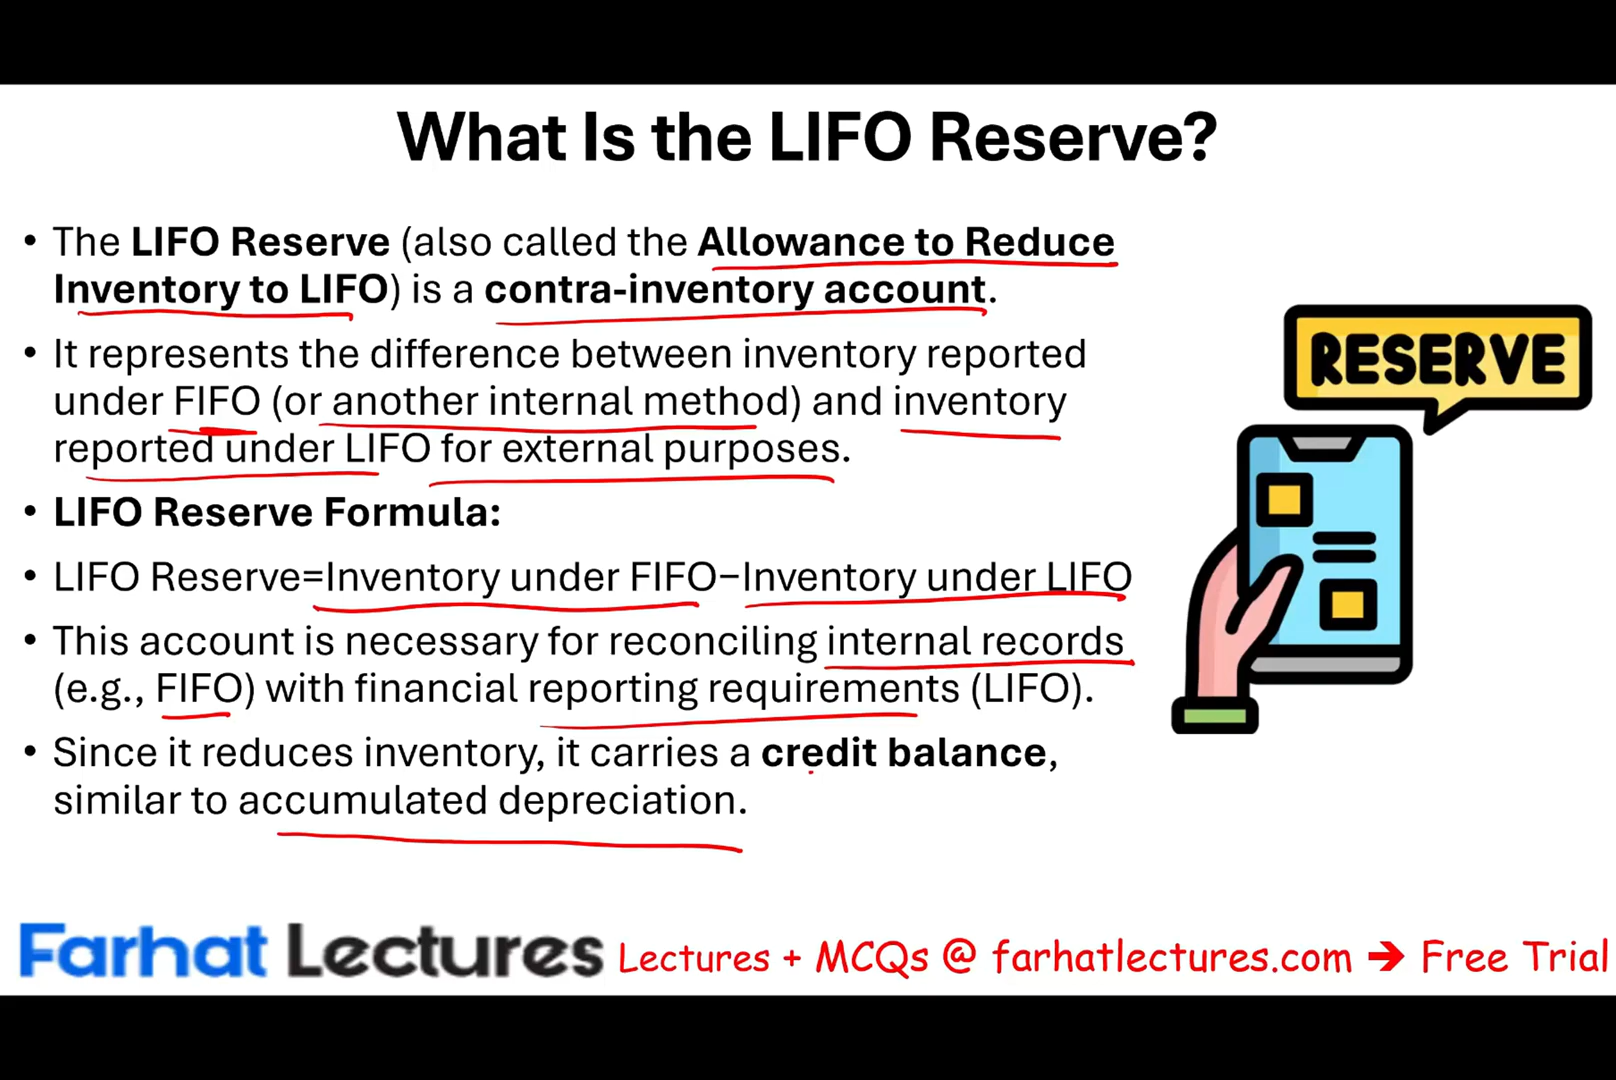 What Is the LIFO Reserve?
• The LIFO Reserve (also called the Allowance to Reduce
Inventory to LIFO) is a contra-inventory account.
• It represents the difference between inventory reported
under FIFO (or another internal method) and inventory
reported under LIFO for external purposes.
• LIFO Reserve Formula:
• LIFO Reserve=Inventory under FIFO−Inventory under LIFO
• This account is necessary for reconciling internal records
(e.g., FIFO) with financial reporting requirements (LIFO).
• Since it reduces inventory, it carries a credit balance,
similar to accumulated depreciation.
RESERVE
Farhat Lectures Lectures + MCQs @ farhatlectures.com → Free Trial